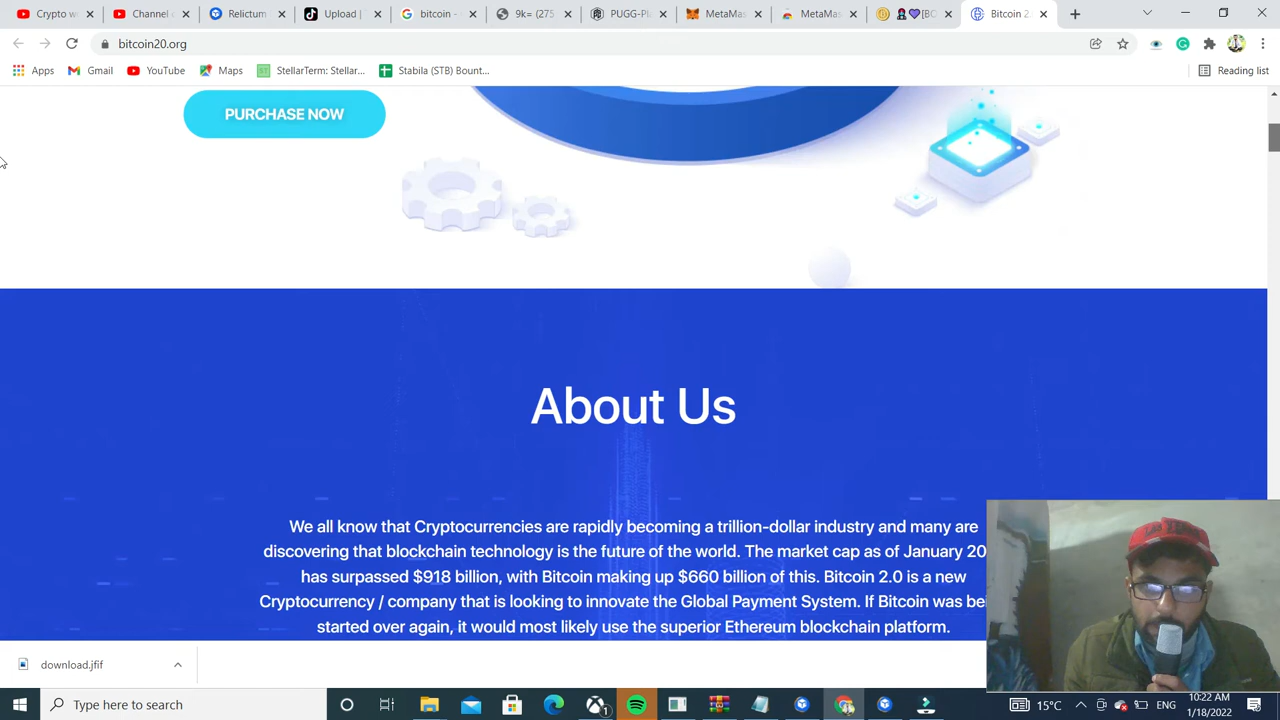 Crypto w
Channel c
Relictum
Upload |
bitcoin -
9k= (275
PUGG-Pl
MetaMas
MetaMas
[BC
Bitcoin 2.
bitcoin20.org
Apps
Gmail
YouTube
Maps
StellarTerm: Stellar...
Stabila (STB) Bount...
Reading list
PURCHASE NOW
About Us
We all know that Cryptocurrencies are rapidly becoming a trillion-dollar industry and many are
discovering that blockchain technology is the future of the world. The market cap as of January 20
has surpassed $918 billion, with Bitcoin making up $660 billion of this. Bitcoin 2.0 is a new
Cryptocurrency / company that is looking to innovate the Global Payment System. If Bitcoin was be
started over again, it would most likely use the superior Ethereum blockchain platform.
download.jfif
Type here to search
15°C
ENG
10:22 AM
1/18/2022